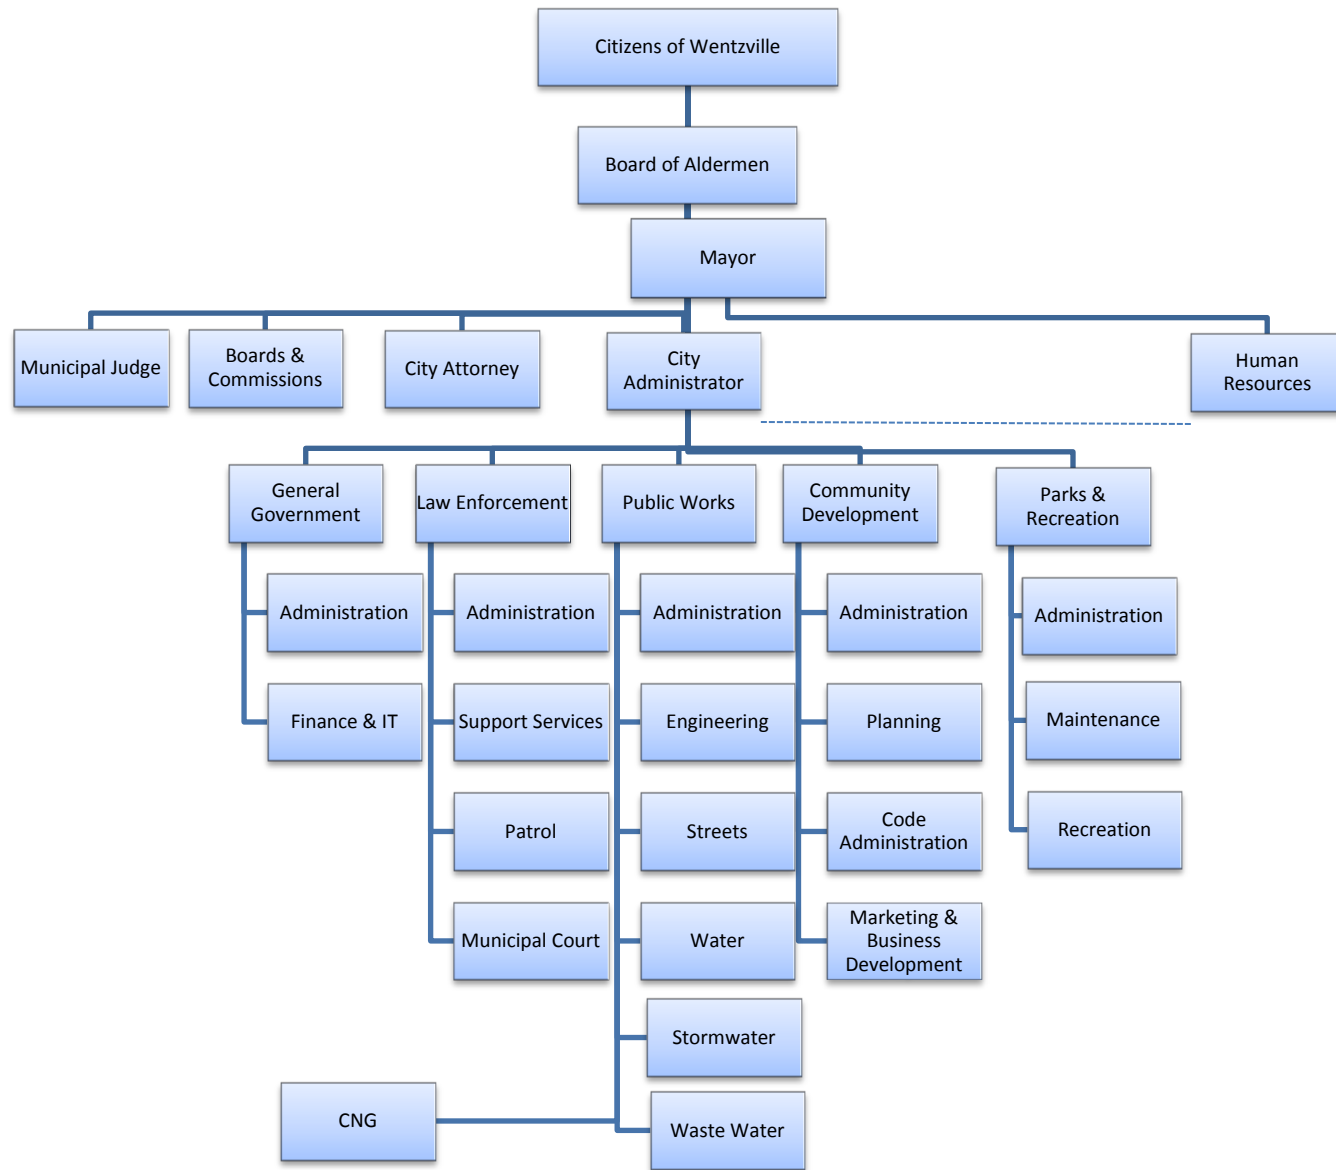 Citizens of Wentzville
Board of Aldermen
Mayor
Municipal Judge
Boards &
Commissions
City Attorney
City
Administrator
Human
Resources
General
Government
Law Enforcement
Public Works
Community
Development
Parks &
Recreation
Administration
Administration
Administration
Administration
Administration
Finance & IT
Support Services
Engineering
Planning
Maintenance
Patrol
Streets
Code
Administration
Recreation
Municipal Court
Water
Marketing &
Business
Development
Stormwater
CNG
Waste Water